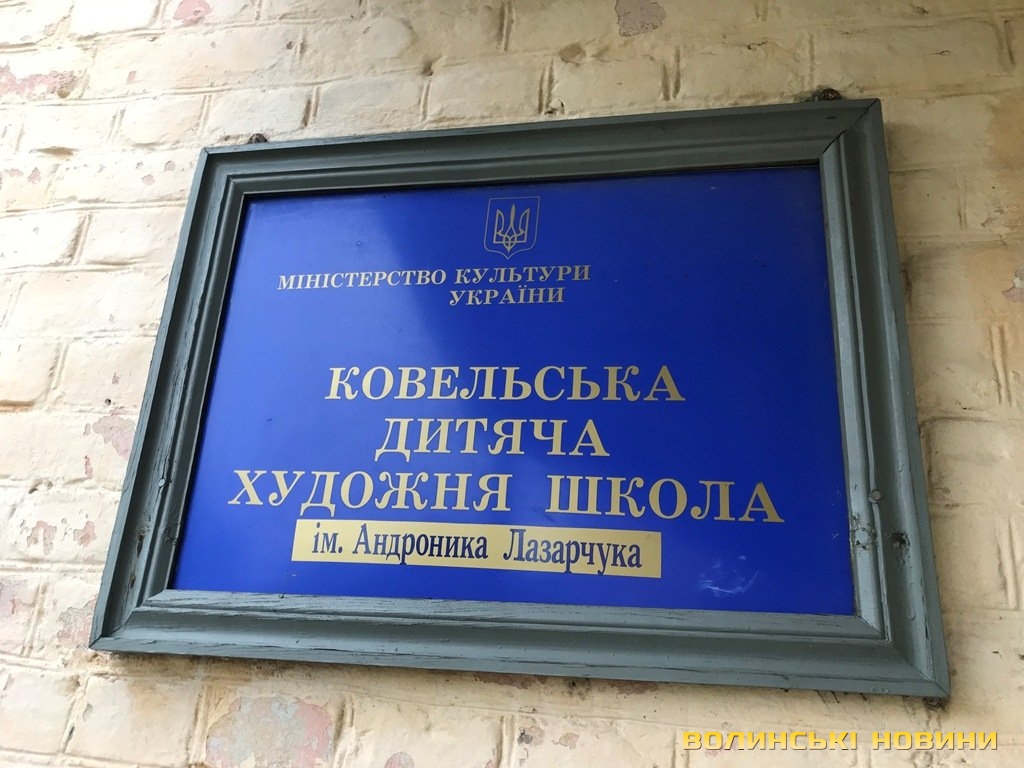 МІНІСТЕРСТВО КУЛЬТУРИ
УКРАЇНИ
КОВЕЛЬСЬКА
ДИТЯЧА
ХУДОЖНЯ ШКОЛА
ім. Андроника Лазарчука
ВОЛИНСЬКІ НОВИНИ